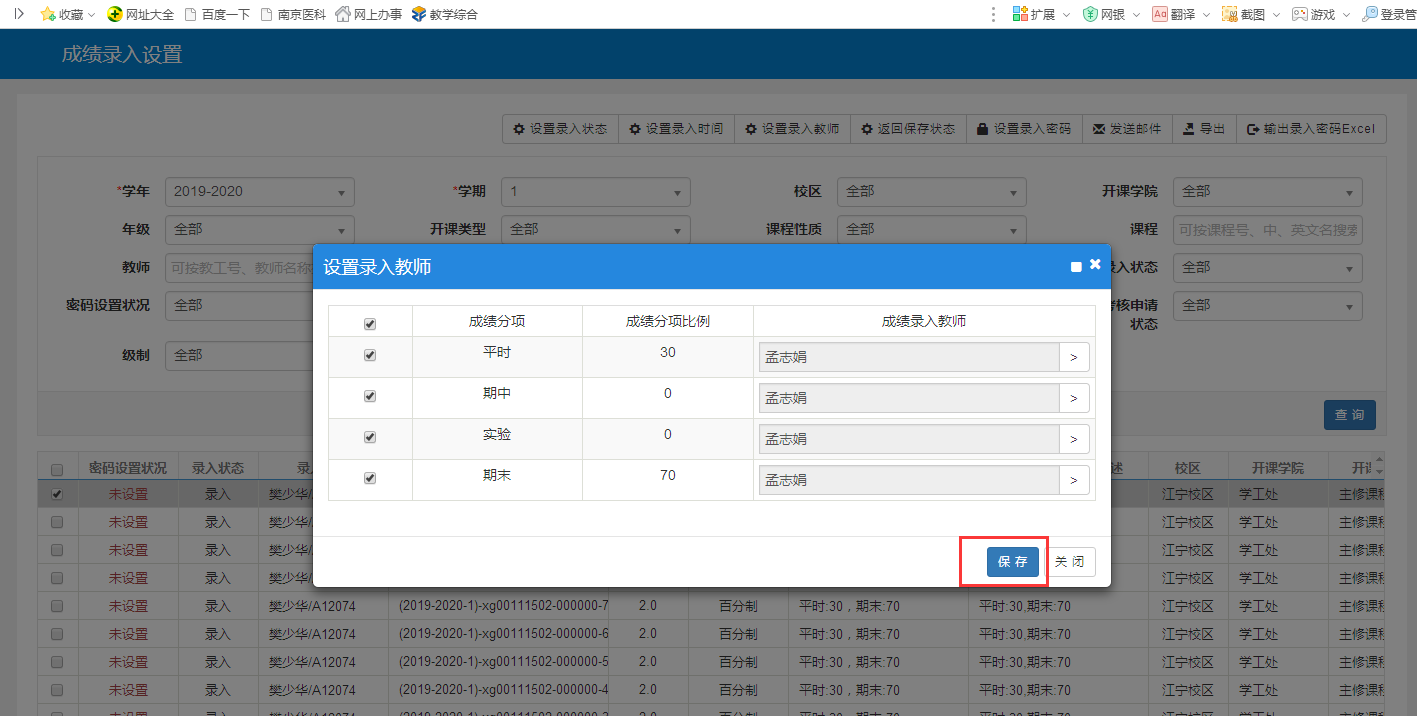 收藏 网址大全 百度一下 南京医科 网上办事 教学综合 扩展 网银 翻译 截图 游戏 登录管
成绩录入设置
设置录入状态 设置录入时间 设置录入教师 返回保存状态 设置录入密码 发送邮件 导出 输出录入密码Excel
*学年 2019-2020 *学期 1 校区 全部 开课学院 全部
年级 全部 开课类型 全部 课程性质 全部 课程 可按课程号、中、英文名搜索
教师 可按教工号、教师名称 录入状态 全部
密码设置状况 全部 考核申请状态 全部
级制 全部
设置录入教师
成绩分项 成绩分项比例 成绩录入教师
平时 30 孟志娟 >
期中 0 孟志娟 >
实验 0 孟志娟 >
期末 70 孟志娟 >
保 存 关 闭
查 询
密码设置状况 录入状态 录 述 校区 开课学院 开课
未设置 录入 樊少华/ 江宁校区 学工处 主修课程
未设置 录入 樊少华/ 江宁校区 学工处 主修课程
未设置 录入 樊少华/ 江宁校区 学工处 主修课程
未设置 录入 樊少华/ 江宁校区 学工处 主修课程
未设置 录入 樊少华/A12074 (2019-2020-1)-xg00111502-000000-7 2.0 百分制 平时:30，期末:70 平时:30,期末:70 江宁校区 学工处 主修课程
未设置 录入 樊少华/A12074 (2019-2020-1)-xg00111502-000000-6 2.0 百分制 平时:30，期末:70 平时:30,期末:70 江宁校区 学工处 主修课程
未设置 录入 樊少华/A12074 (2019-2020-1)-xg00111502-000000-5 2.0 百分制 平时:30，期末:70 平时:30,期末:70 江宁校区 学工处 主修课程
未设置 录入 樊少华/A12074 (2019-2020-1)-xg00111502-000000-4 2.0 百分制 平时:30，期末:70 平时:30,期末:70 江宁校区 学工处 主修课程